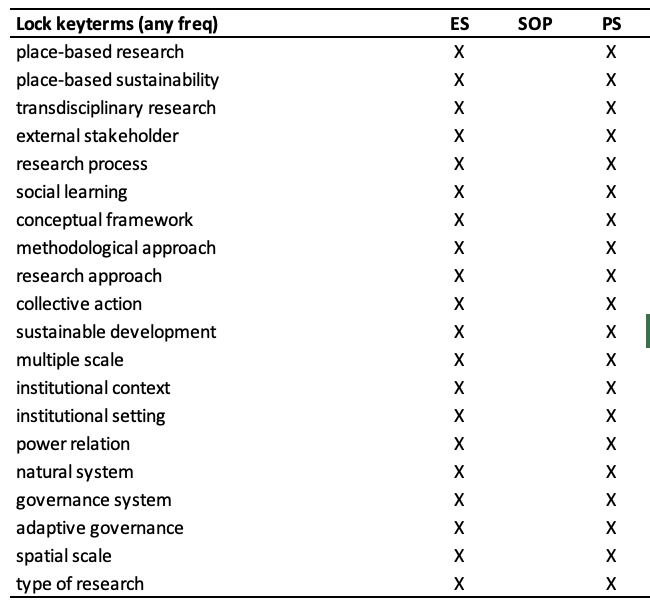 Lock keyterms (any freq) ES SOP PS
place-based research X X
place-based sustainability X X
transdisciplinary research X X
external stakeholder X X
research process X X
social learning X X
conceptual framework X X
methodological approach X X
research approach X X
collective action X X
sustainable development X X
multiple scale X X
institutional context X X
institutional setting X X
power relation X X
natural system X X
governance system X X
adaptive governance X X
spatial scale X X
type of research X X